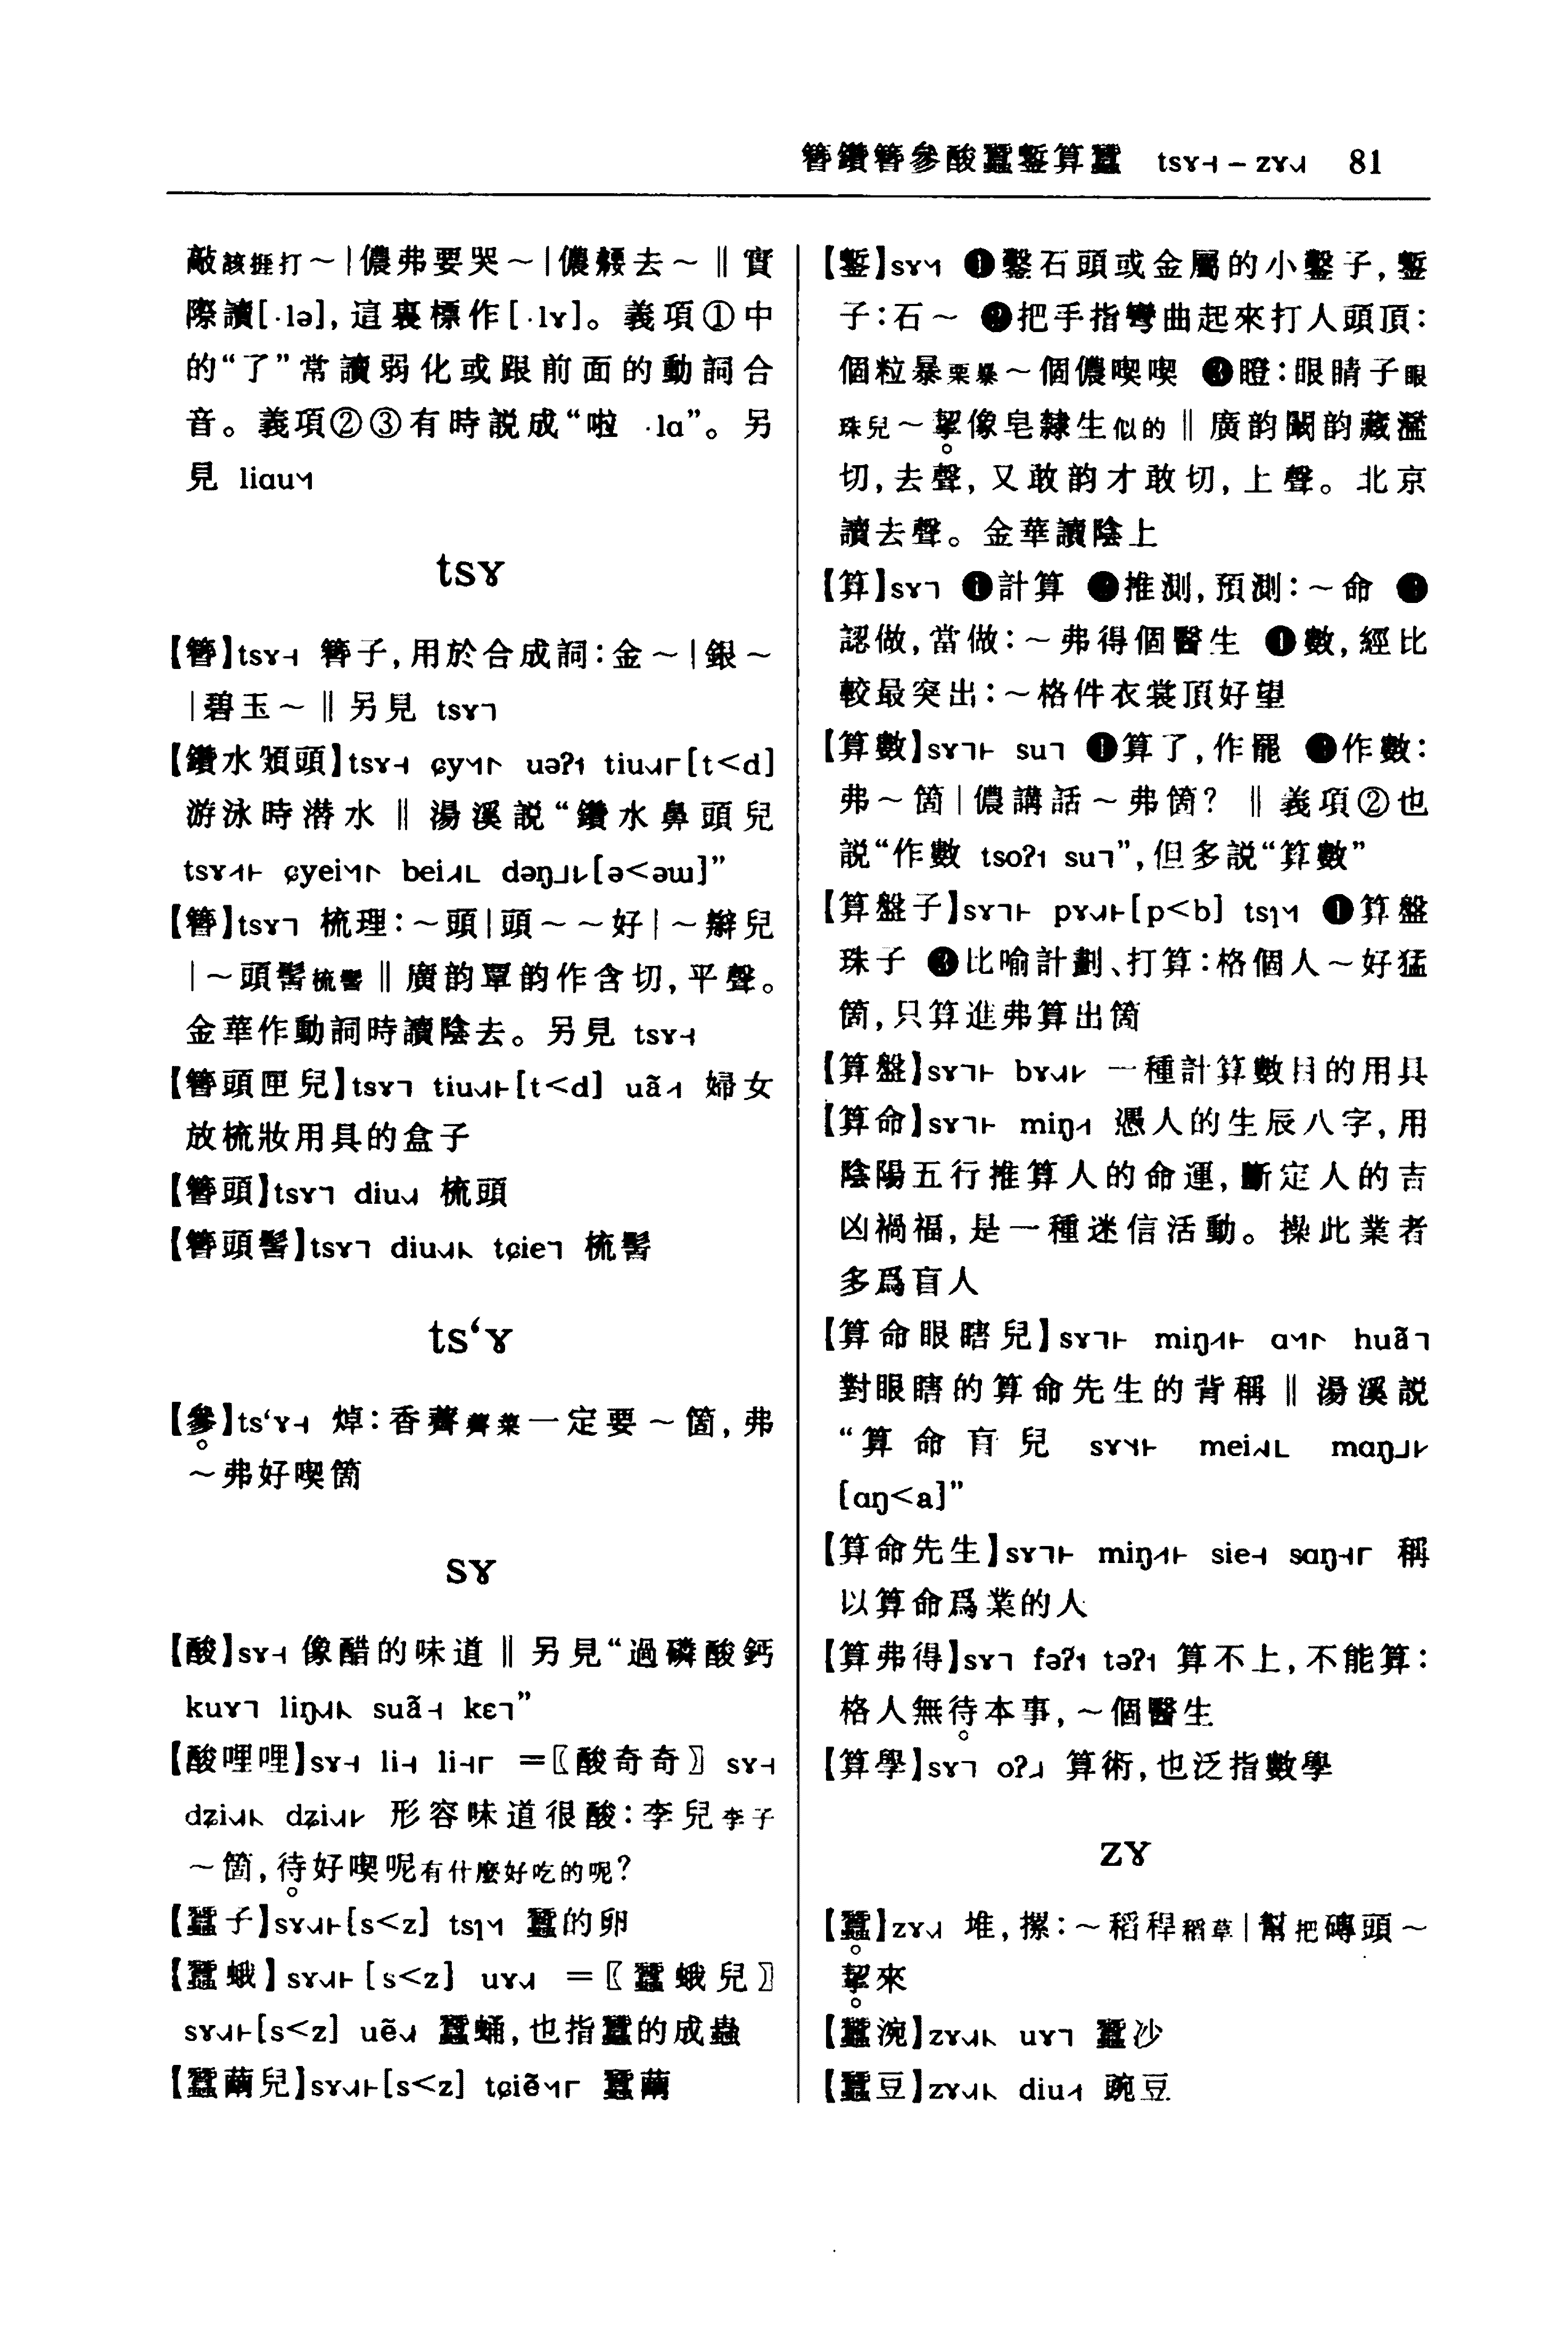 簪鑽簪參酸蠶鏨算蠶 tsɤ˧ – zɤ 81
敲該捱打～|儂弗要哭～|儂去～‖實
際讀[·lə],這裏標作[·lɤ]。義項①中
的“了”常讀弱化或跟前面的動詞合
音。義項②③有時説成“啦 ·lɑ”。另
見 liɑu
tsɤ
【簪】tsɤ 簪子,用於合成詞:金～|銀～
|碧玉～‖另見 tsɤ˥
【鑽水頭】tsɤ ɕy uəʔ tiu[t<d]
游泳時潜水‖湯溪説“鑽水鼻頭兒
tsɤ ɕyei bei dəŋ[ə<əɯ]”
【簪】tsɤ˥ 梳理:～頭|頭～～好|～辮兒
|～頭髻梳髻‖廣韵覃韵作含切,平聲。
金華作動詞時讀陰去。另見 tsɤ
【簪頭匣兒】tsɤ˥ tiu[t<d] uã 婦女
放梳妝用具的盒子
【簪頭】tsɤ˥ diu 梳頭
【簪頭髻】tsɤ˥ diu tɕie˥ 梳髻
ts‘ɤ
【參】ts‘ɤ 焯:香薺薺菜一定要～箇,弗
～弗好喫箇
sɤ
【酸】sɤ 像醋的味道‖另見“過磷酸鈣
kuɤ˥ liŋ suã kɛ˥”
【酸哩哩】sɤ li li =〖酸奇奇〗sɤ
dʑi dʑi 形容味道很酸:李兒李子
～箇,待好喫呢有什麽好吃的呢?
【蠶子】sɤ[s<z] tsɿ 蠶的卵
【蠶蛾】sɤ[s<z] uɤ =〖蠶蛾兒〗
sɤ[s<z] uẽ 蠶蛹,也指蠶的成蟲
【蠶繭兒】sɤ[s<z] tɕiẽ 蠶繭
【鏨】sɤ ❶鑿石頭或金屬的小鑿子,鏨
子:石～ ❷把手指彎曲起來打人頭頂:
個粒暴栗暴～個儂喫喫 ❸瞪:眼睛子眼
珠兒～挈像皂隸生似的‖廣韵闞韵藏濫
切,去聲,又敢韵才敢切,上聲。北京
讀去聲。金華讀陰上
【算】sɤ˥ ❶計算 ❷推測,預測:～命 ❸
認做,當做:～弗得個醫生 ❹數,經比
較最突出:～格件衣裳頂好望
【算數】sɤ su˥ ❶算了,作罷 ❷作數:
弗～箇|儂講話～弗箇?‖義項②也
説“作數 tsoʔ su˥”,但多説“算數”
【算盤子】sɤ pɤ[p<b] tsɿ ❶算盤
珠子 ❷比喻計劃、打算:格個人～好猛
箇,只算進弗算出箇
【算盤】sɤ bɤ 一種計算數目的用具
【算命】sɤ miŋ 憑人的生辰八字,用
陰陽五行推算人的命運,斷定人的吉
凶禍福,是一種迷信活動。操此業者
多爲盲人
【算命眼瞎兒】sɤ miŋ ɑ huã˥
對眼瞎的算命先生的背稱‖湯溪説
“算命盲兒 sɤ mei mɑŋ
[ɑŋ<a]”
【算命先生】sɤ miŋ sie sɑŋ 稱
以算命爲業的人
【算弗得】sɤ˥ fəʔ təʔ 算不上,不能算:
格人無待本事,～個醫生
【算學】sɤ˥ oʔ 算術,也泛指數學
zɤ
【蠶】zɤ 堆,摞:～稻稈稻草|幫把磚頭～
挈來
【蠶涴】zɤ uɤ˥ 蠶沙
【蠶豆】zɤ diu 豌豆